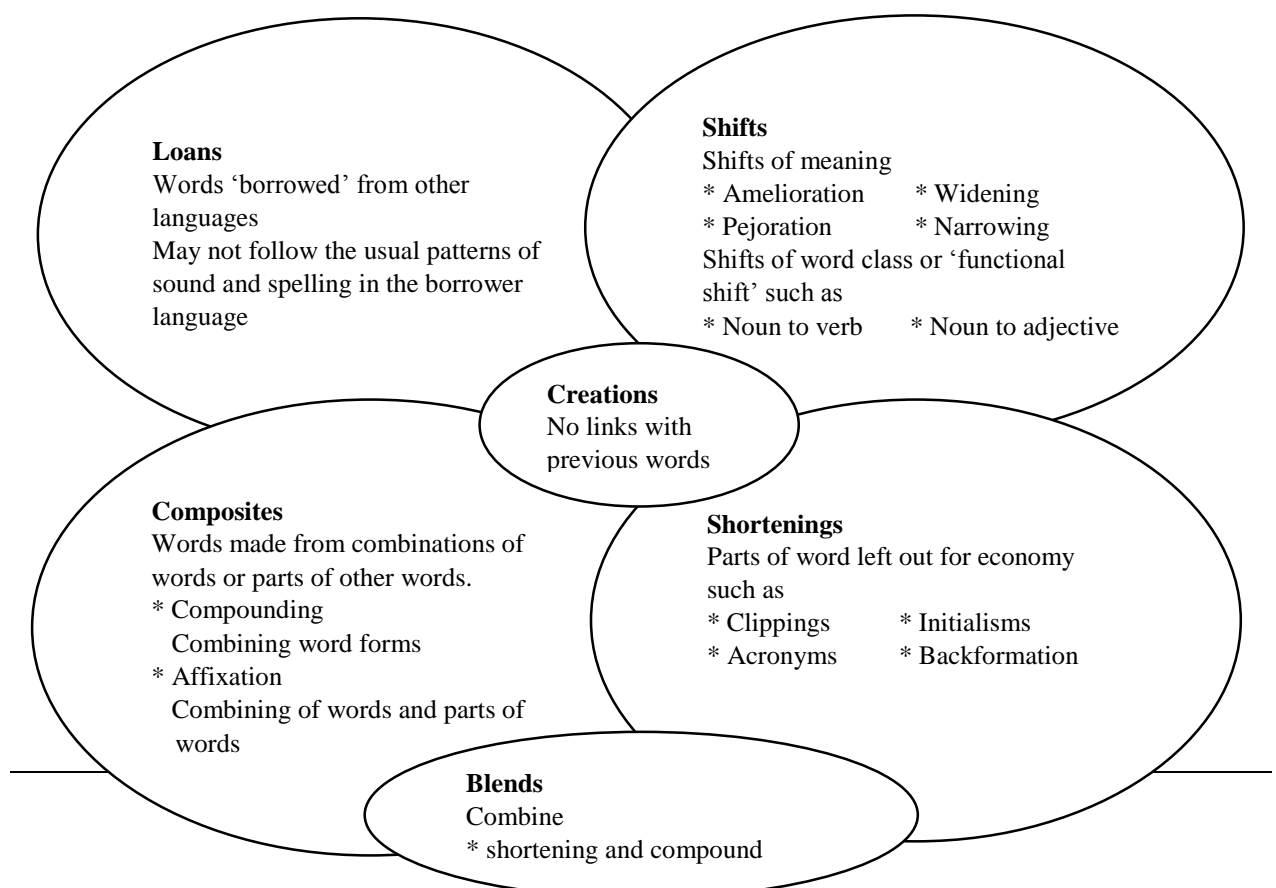 Loans
Words ‘borrowed’ from other
languages
May not follow the usual patterns of
sound and spelling in the borrower
language
Shifts
Shifts of meaning
* Amelioration * Widening
* Pejoration * Narrowing
Shifts of word class or ‘functional
shift’ such as
* Noun to verb * Noun to adjective
Creations
No links with
previous words
Composites
Words made from combinations of
words or parts of other words.
* Compounding
Combining word forms
* Affixation
Combining of words and parts of
words
Shortenings
Parts of word left out for economy
such as
* Clippings * Initialisms
* Acronyms * Backformation
Blends
Combine
* shortening and compound